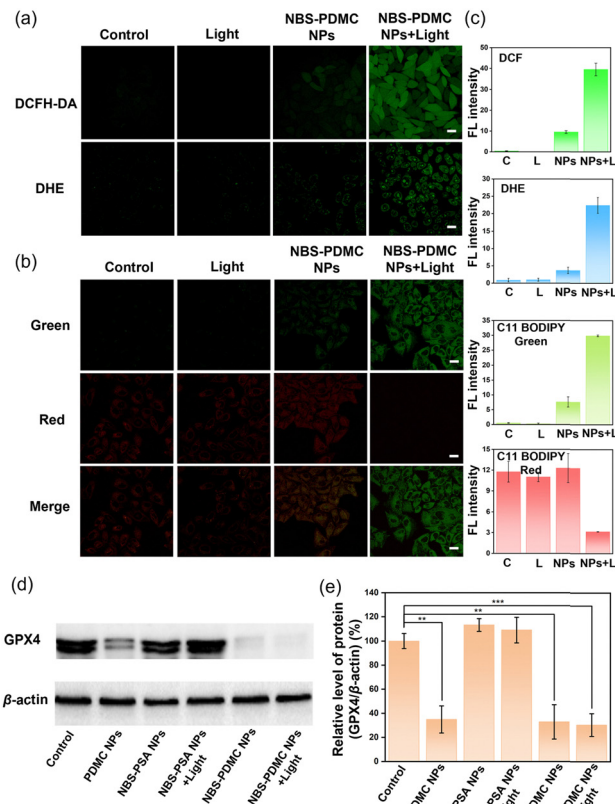 (a)
Control
Light
NBS-PDMC
NPs
NBS-PDMC
NPs+Light
DCFH-DA
DHE
(b)
Control
Light
NBS-PDMC
NPs
NBS-PDMC
NPs+Light
Green
Red
Merge
(c)
DCF
FL intensity
50
40
30
20
10
0
C L NPs NPs+L
DHE
FL intensity
30
25
20
15
10
5
0
C L NPs NPs+L
C11 BODIPY
Green
FL intensity
35
30
25
20
15
10
5
0
C L NPs NPs+L
C11 BODIPY
Red
FL intensity
15
12
9
6
3
0
C L NPs NPs+L
(d)
GPX4
β-actin
Control
PDMC NPs
NBS-PSA NPs
NBS-PSA NPs
+Light
NBS-PDMC NPs
NBS-PDMC NPs
+Light
(e)
Relative level of protein
(GPX4/β-actin) (%)
140
120
100
80
60
40
20
0
**
**
***
Control
DMC NPs
PSA NPs
PSA NPs
ight
DMC NPs
DMC NPs
ight